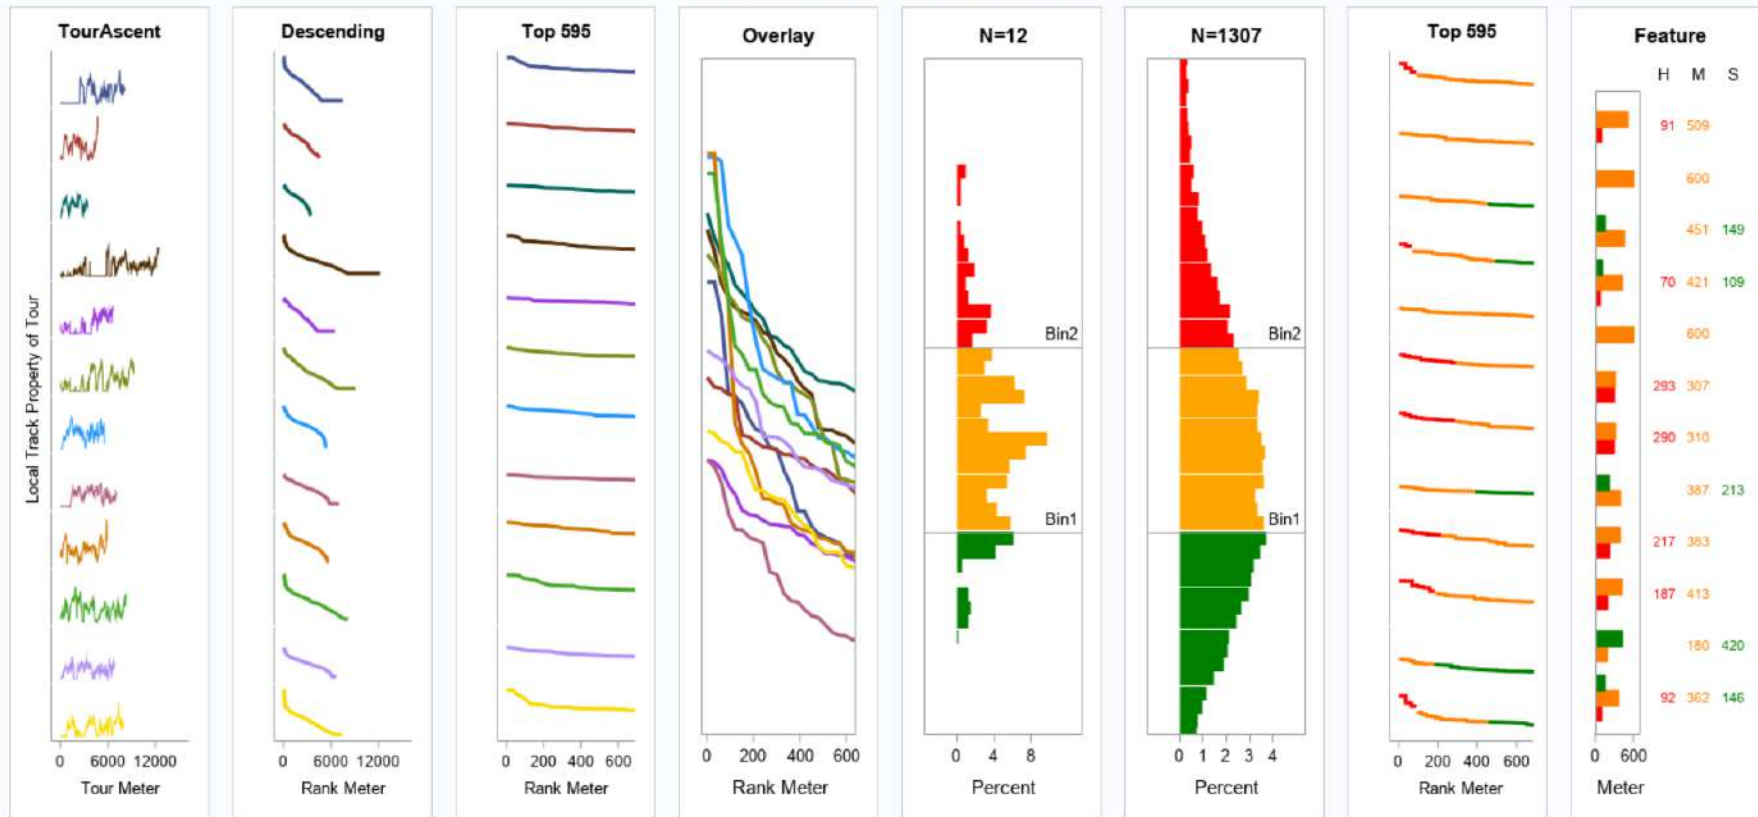 TourAscent
Local Track Property of Tour
0 6000 12000
Tour Meter
Descending
0 6000 12000
Rank Meter
Top 595
0 200 400 600
Rank Meter
Overlay
0 200 400 600
Rank Meter
N=12
Bin2
Bin1
0 4 8
Percent
N=1307
Bin2
Bin1
0 1 2 3 4
Percent
Top 595
0 200 400 600
Rank Meter
Feature
H M S
91 509
600
451 149
70 421 109
600
293 307
290 310
387 213
217 383
187 413
180 420
92 362 146
0 600
Meter